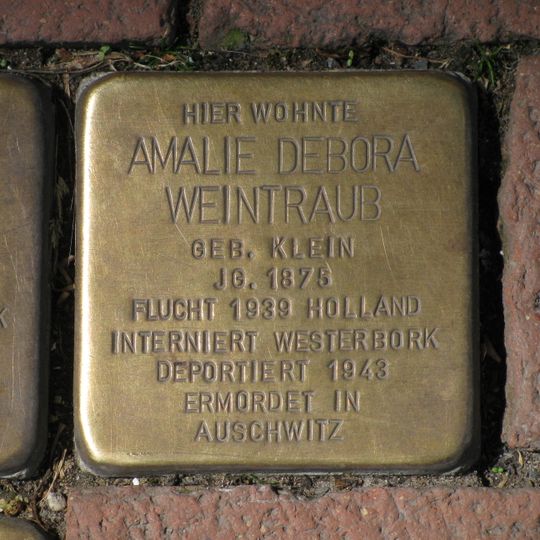 HIER WOHNTE
AMALIE DEBORA
WEINTRAUB
GEB. KLEIN
JG. 1875
FLUCHT 1939 HOLLAND
INTERNIERT WESTERBORK
DEPORTIERT 1943
ERMORDET IN
AUSCHWITZ